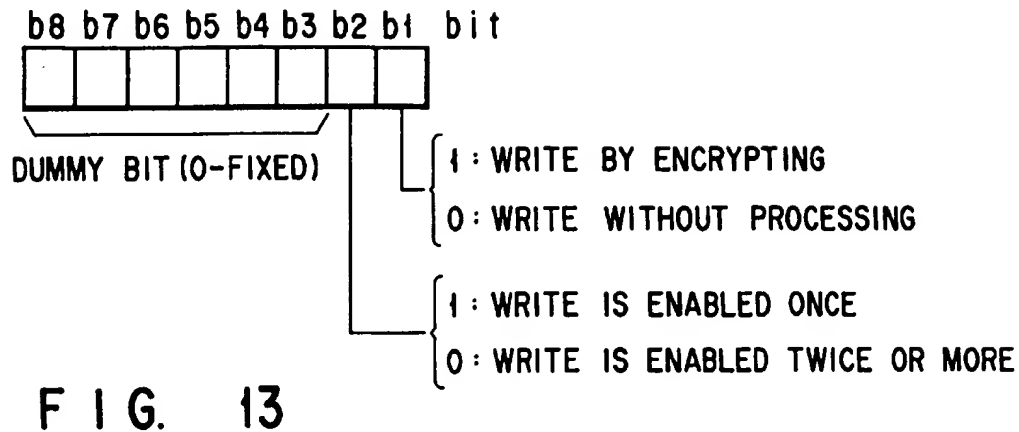 b8 b7 b6 b5 b4 b3 b2 b1 bit
DUMMY BIT (0-FIXED)
1 : WRITE BY ENCRYPTING
0 : WRITE WITHOUT PROCESSING
1 : WRITE IS ENABLED ONCE
0 : WRITE IS ENABLED TWICE OR MORE
FIG. 13